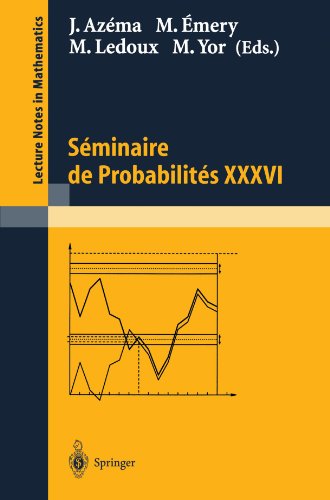 J. Azéma M. Émery
M. Ledoux M. Yor (Eds.)
Lecture Notes in Mathematics
Séminaire
de Probabilités XXXVI
Springer